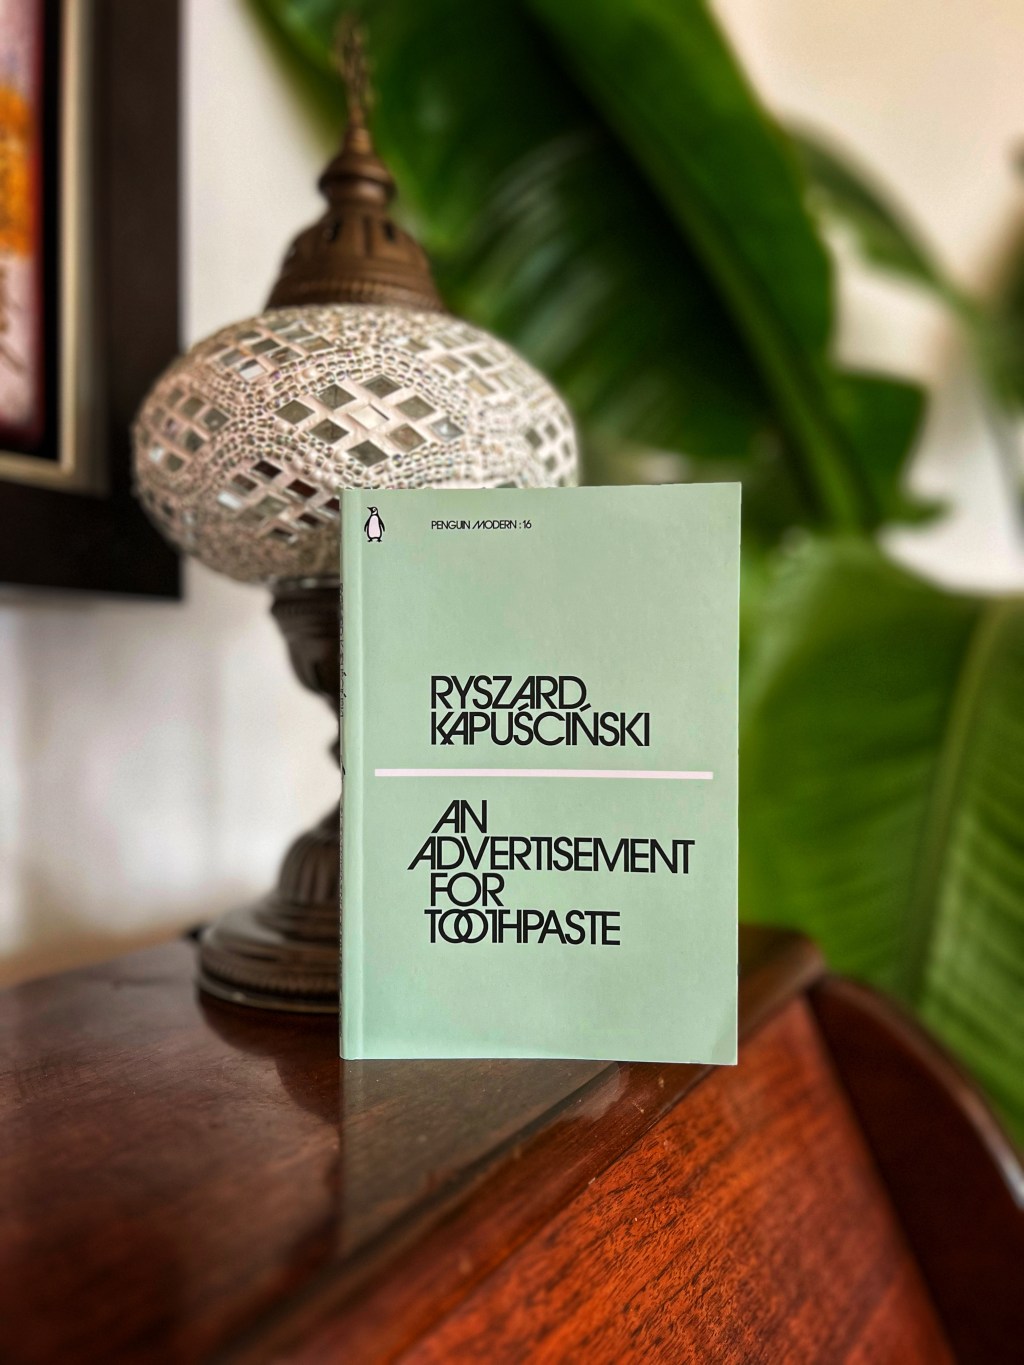 PENGUIN MODERN : 16
RYSZARD
KAPUŚCIŃSKI
AN
ADVERTISEMENT
FOR
TOOTHPASTE